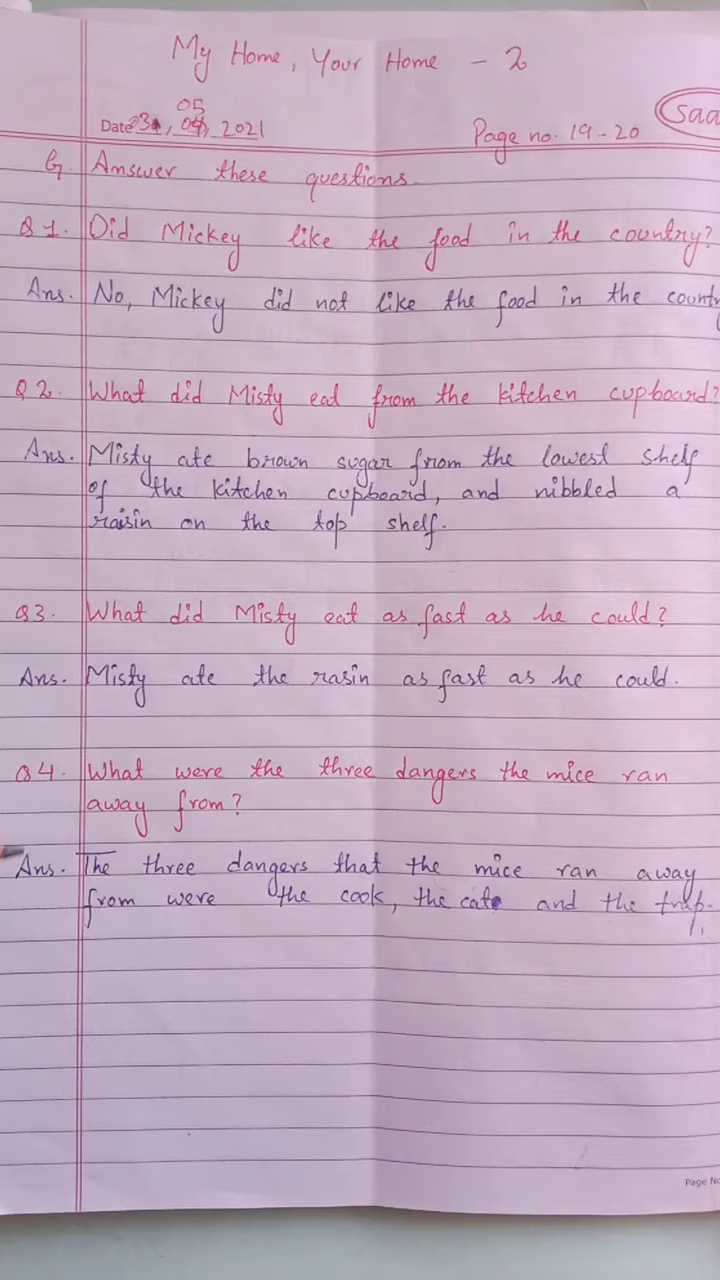 My Home, Your Home - 2
05
Date 31, 05, 2021
Page no. 19-20
Saa
G. Answer these questions.
Q1. Did Mickey like the food in the country?
Ans. No, Mickey did not like the food in the count
Q2. What did Misty eat from the kitchen cupboard?
Ans. Misty ate brown sugar from the lowest shelf
of the kitchen cupboard, and nibbled a
raisin on the top shelf.
Q3. What did Misty eat as fast as he could?
Ans. Misty ate the rasin as fast as he could.
Q4. What were the three dangers the mice ran
away from?
Ans. The three dangers that the mice ran away
from were the cook, the cat and the trap.
Page No